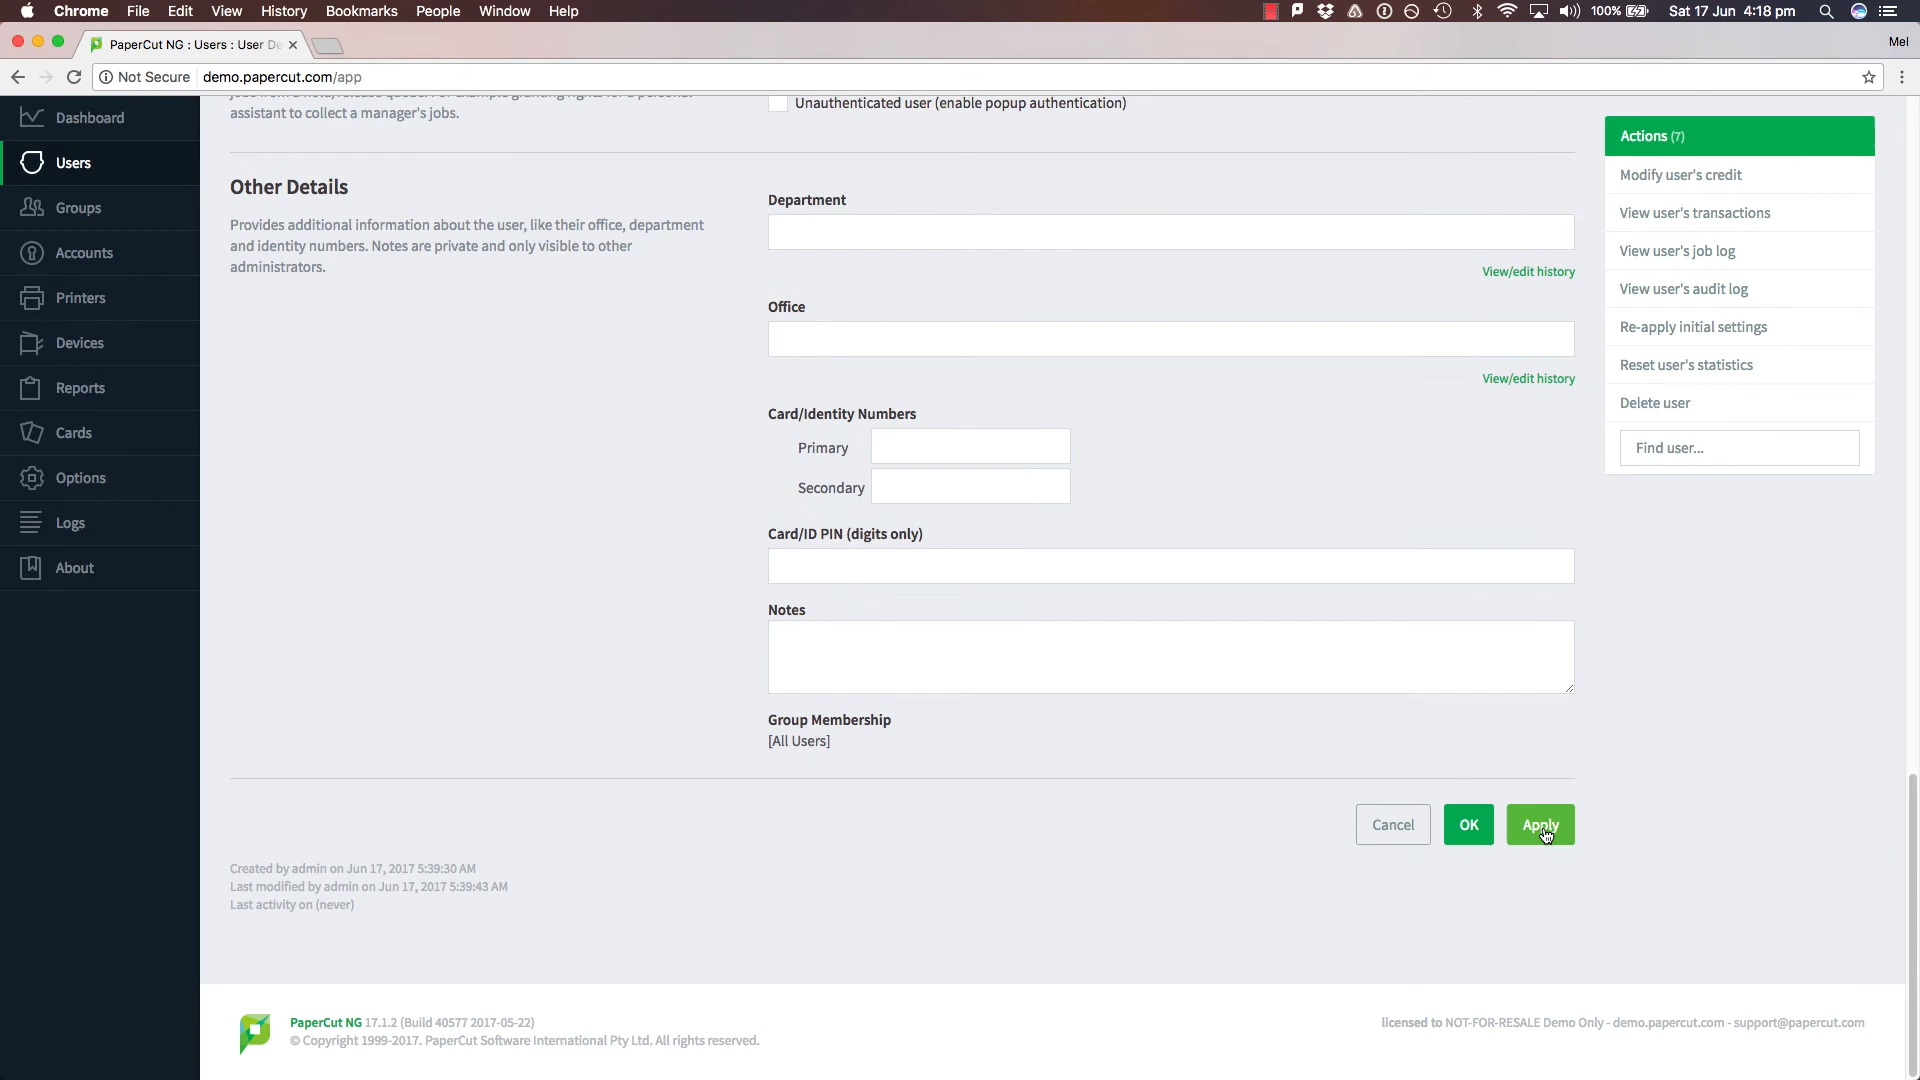 Chrome File Edit View History Bookmarks People Window Help
100% Sat 17 Jun 4:18 pm
PaperCut NG : Users : User De
Mel
Not Secure demo.papercut.com/app
Dashboard
Users
Groups
Accounts
Printers
Devices
Reports
Cards
Options
Logs
About
assistant to collect a manager's jobs.
Unauthenticated user (enable popup authentication)
Other Details
Provides additional information about the user, like their office, department
and identity numbers. Notes are private and only visible to other
administrators.
Department
View/edit history
Office
View/edit history
Card/Identity Numbers
Primary
Secondary
Card/ID PIN (digits only)
Notes
Group Membership
[All Users]
Cancel OK Apply
Created by admin on Jun 17, 2017 5:39:30 AM
Last modified by admin on Jun 17, 2017 5:39:43 AM
Last activity on (never)
Actions (7)
Modify user's credit
View user's transactions
View user's job log
View user's audit log
Re-apply initial settings
Reset user's statistics
Delete user
Find user...
PaperCut NG 17.1.2 (Build 40577 2017-05-22)
© Copyright 1999-2017. PaperCut Software International Pty Ltd. All rights reserved.
licensed to NOT-FOR-RESALE Demo Only - demo.papercut.com - support@papercut.com